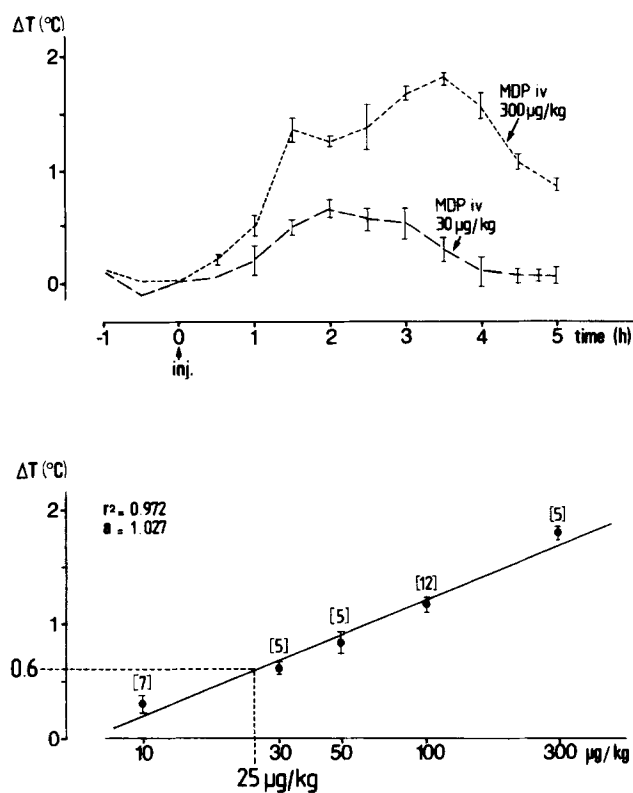 ΔT (°C)
2
1
0
MDP iv
300 µg/kg
MDP iv
30 µg/kg
-1 0 1 2 3 4 time (h) 5
inj.
ΔT (°C)
r² = 0.972
a = 1.027
2
1
0.6
0
[7]
[5]
[5]
[12]
[5]
10 30 50 100 300 µg/kg
25 µg/kg